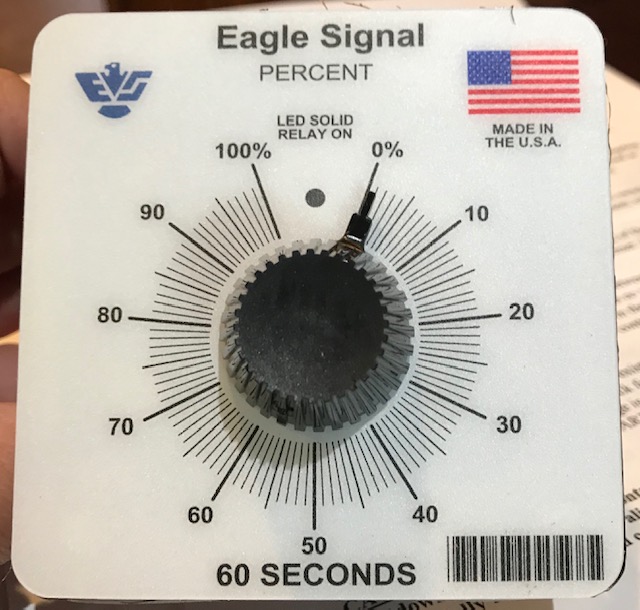 Eagle Signal
PERCENT
LED SOLID
RELAY ON
MADE IN
THE U.S.A.
100%
0%
90
10
80
20
70
30
60
40
50
60 SECONDS